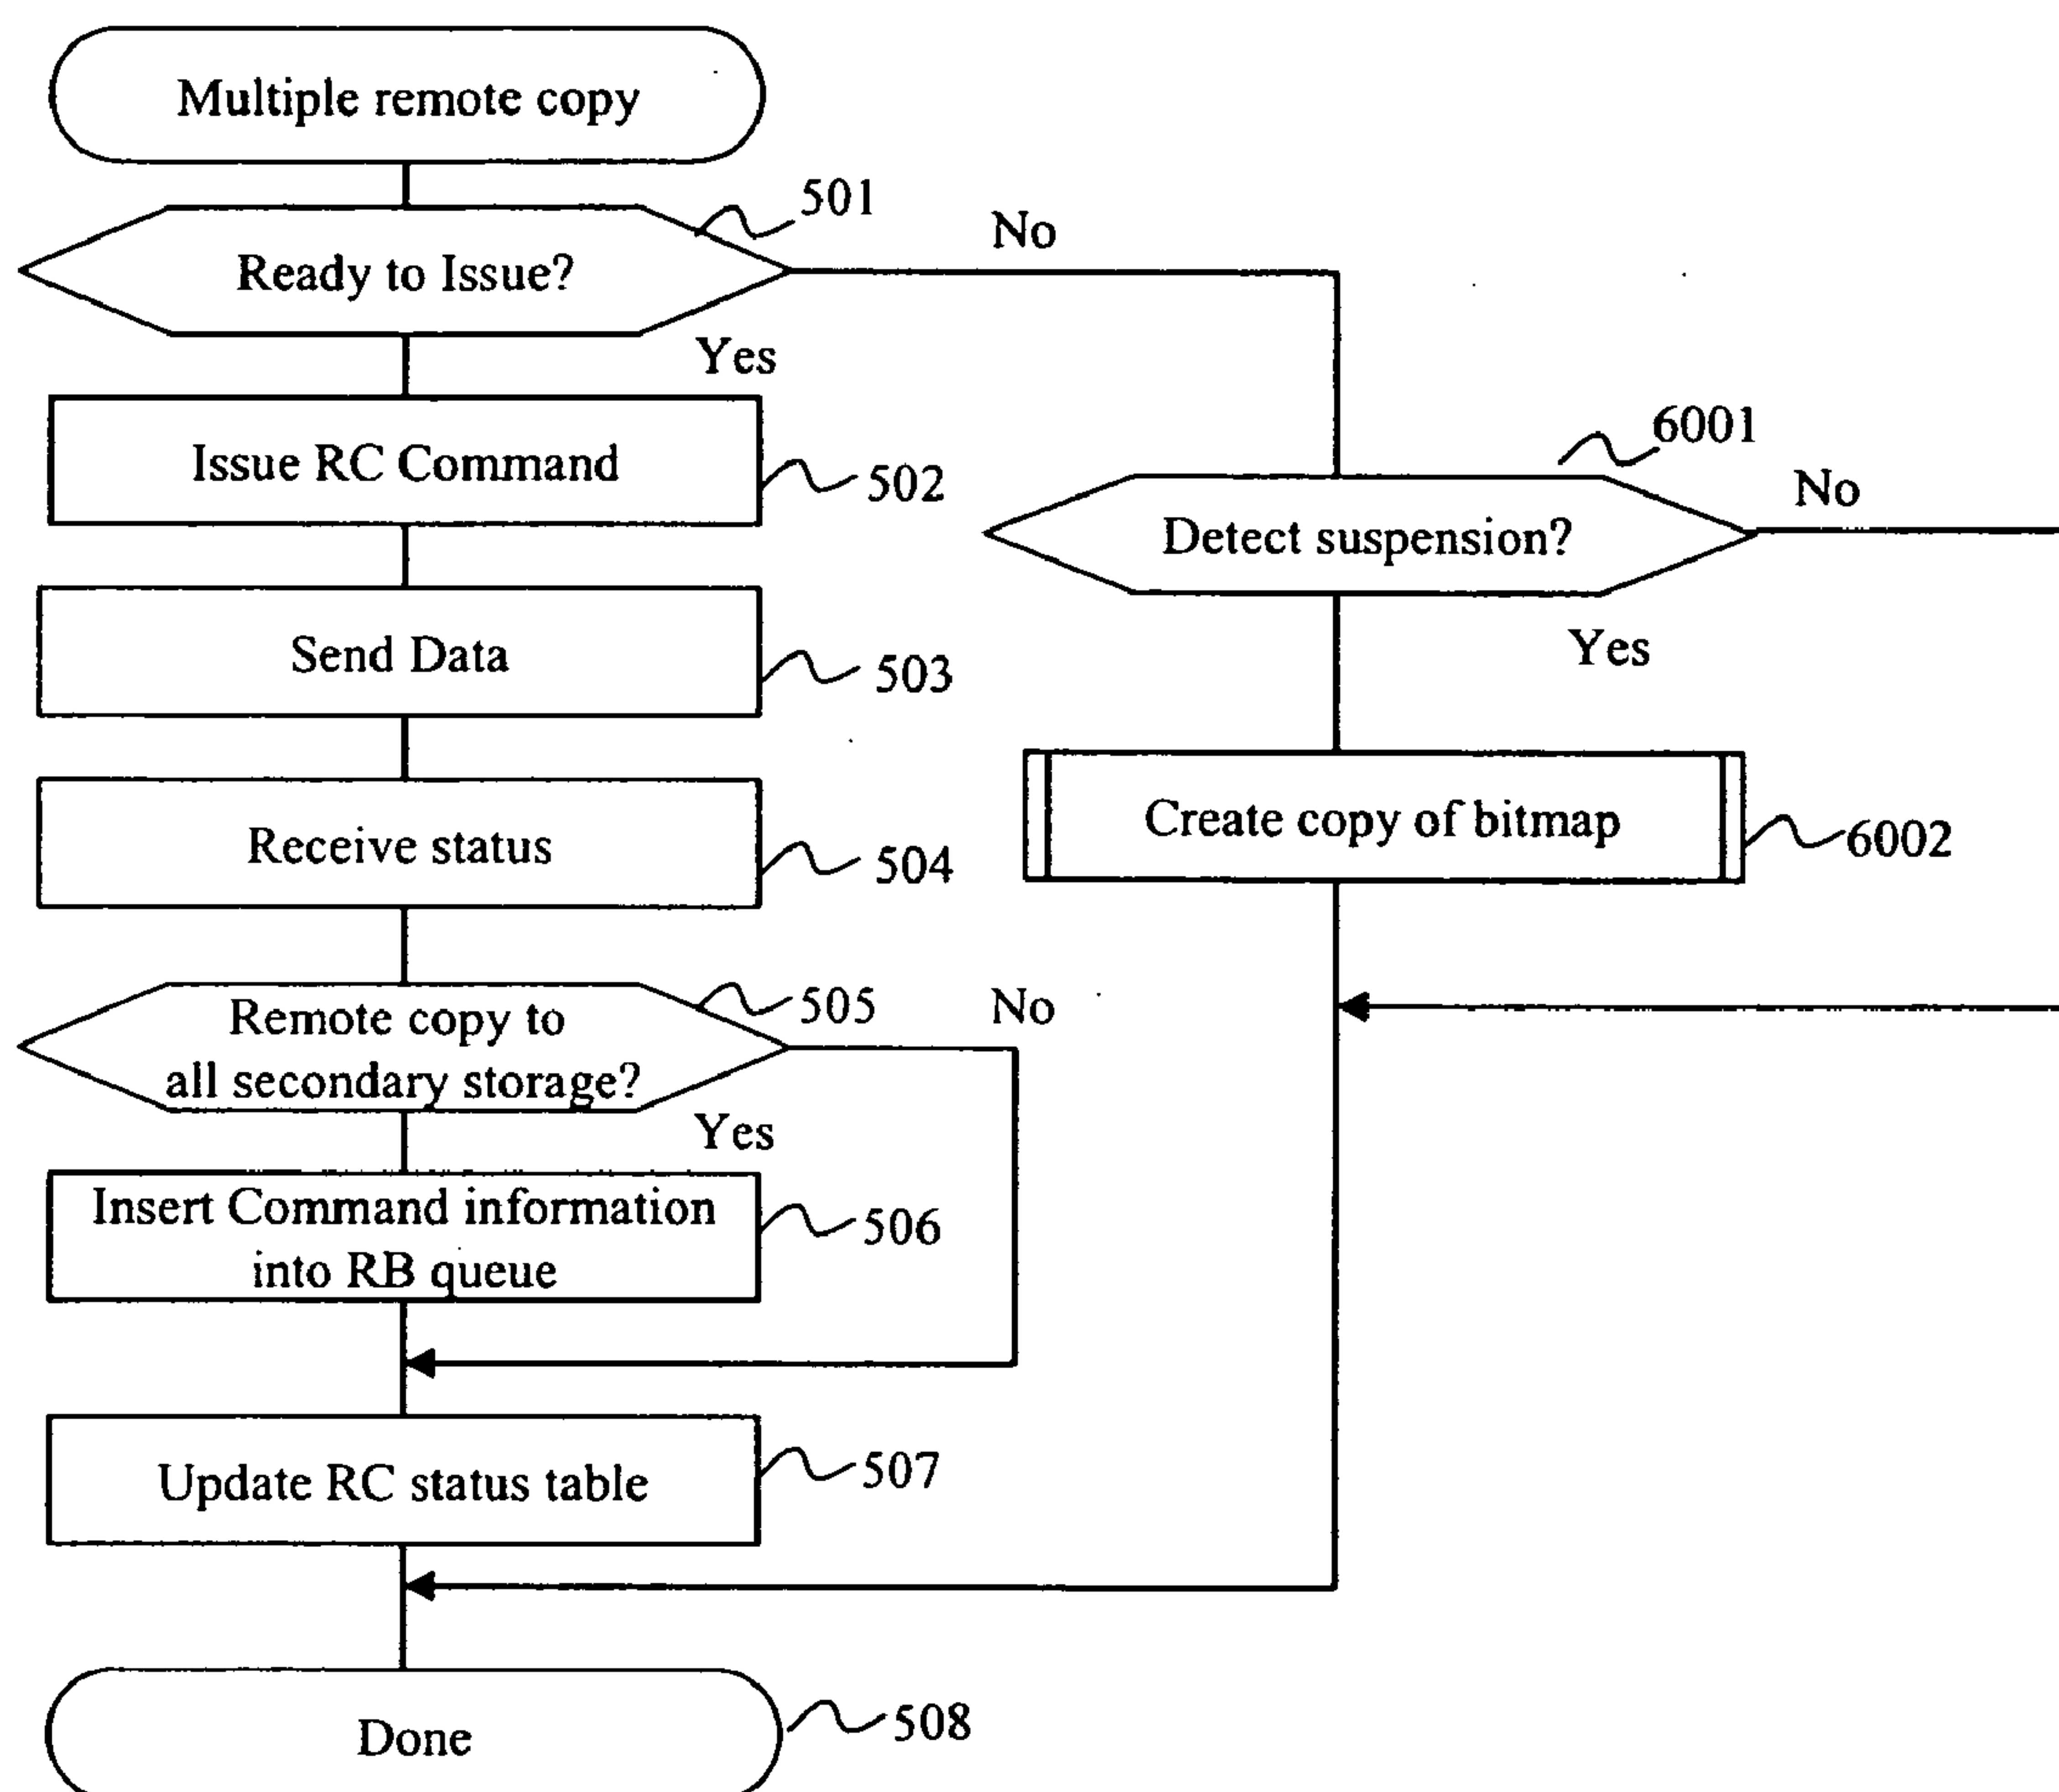 Multiple remote copy
501
No
Ready to Issue?
Yes
Issue RC Command
502
6001
No
Detect suspension?
Send Data
503
Yes
Receive status
504
Create copy of bitmap
6002
505
No
Remote copy to
all secondary storage?
Yes
Insert Command information
into RB queue
506
Update RC status table
507
Done
508